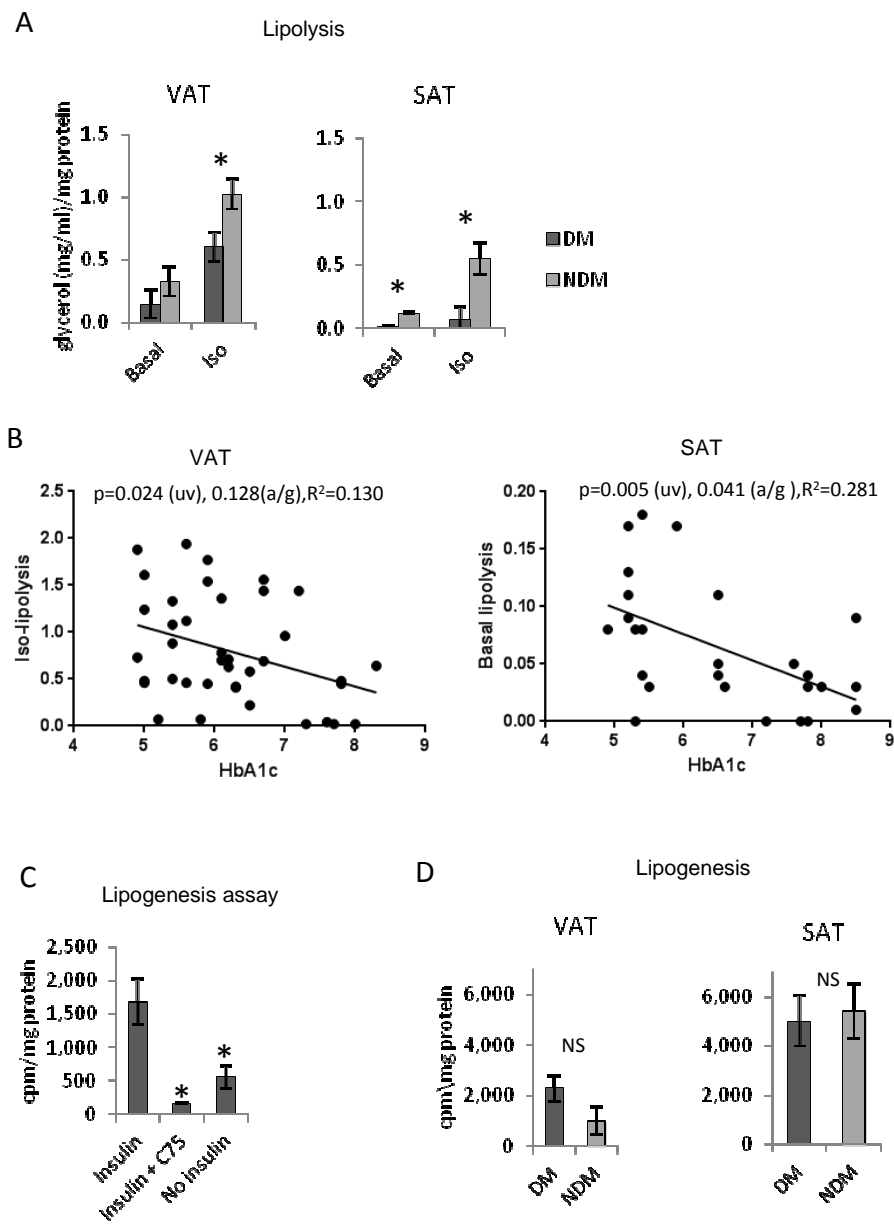 A
Lipolysis
VAT
SAT
glycerol (mg/ml)/mg protein
1.5
1.0
0.5
0.0
*
Basal
Iso
1.5
1.0
0.5
0.0
*
*
Basal
Iso
DM
NDM
B
VAT
p=0.024 (uv), 0.128(a/g),R²=0.130
Iso-lipolysis
2.5
2.0
1.5
1.0
0.5
0.0
4 5 6 7 8 9
HbA1c
SAT
p=0.005 (uv), 0.041 (a/g ),R²=0.281
Basal lipolysis
0.20
0.15
0.10
0.05
0.00
4 5 6 7 8 9
HbA1c
C
Lipogenesis assay
cpm/mg protein
2,500
2,000
1,500
1,000
500
0
*
*
Insulin
Insulin + C75
No insulin
D
Lipogenesis
VAT
cpm\mg protein
6,000
4,000
2,000
0
NS
DM
NDM
SAT
6,000
4,000
2,000
0
NS
DM
NDM